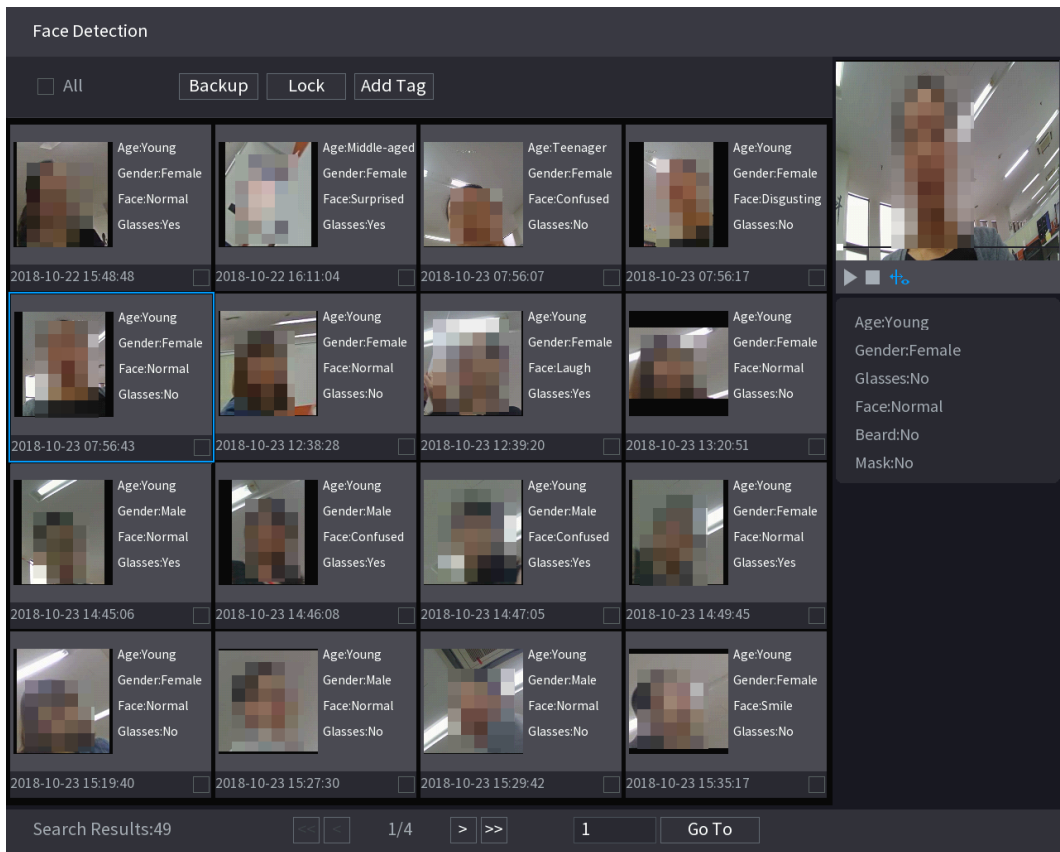 Face Detection
All Backup Lock Add Tag
Age:Young
Gender:Female
Face:Normal
Glasses:Yes
2018-10-22 15:48:48
Age:Middle-aged
Gender:Female
Face:Surprised
Glasses:Yes
2018-10-22 16:11:04
Age:Teenager
Gender:Female
Face:Confused
Glasses:No
2018-10-23 07:56:07
Age:Young
Gender:Female
Face:Disgusting
Glasses:No
2018-10-23 07:56:17
Age:Young
Gender:Female
Face:Normal
Glasses:No
2018-10-23 07:56:43
Age:Young
Gender:Female
Face:Normal
Glasses:No
2018-10-23 12:38:28
Age:Young
Gender:Female
Face:Laugh
Glasses:Yes
2018-10-23 12:39:20
Age:Young
Gender:Female
Face:Normal
Glasses:No
2018-10-23 13:20:51
Age:Young
Gender:Male
Face:Normal
Glasses:Yes
2018-10-23 14:45:06
Age:Young
Gender:Male
Face:Confused
Glasses:Yes
2018-10-23 14:46:08
Age:Young
Gender:Male
Face:Confused
Glasses:Yes
2018-10-23 14:47:05
Age:Young
Gender:Female
Face:Normal
Glasses:Yes
2018-10-23 14:49:45
Age:Young
Gender:Female
Face:Normal
Glasses:No
2018-10-23 15:19:40
Age:Young
Gender:Male
Face:Normal
Glasses:No
2018-10-23 15:27:30
Age:Young
Gender:Male
Face:Normal
Glasses:No
2018-10-23 15:29:42
Age:Young
Gender:Female
Face:Smile
Glasses:No
2018-10-23 15:35:17
Age:Young
Gender:Female
Glasses:No
Face:Normal
Beard:No
Mask:No
Search Results:49 << < 1/4 > >> 1 Go To